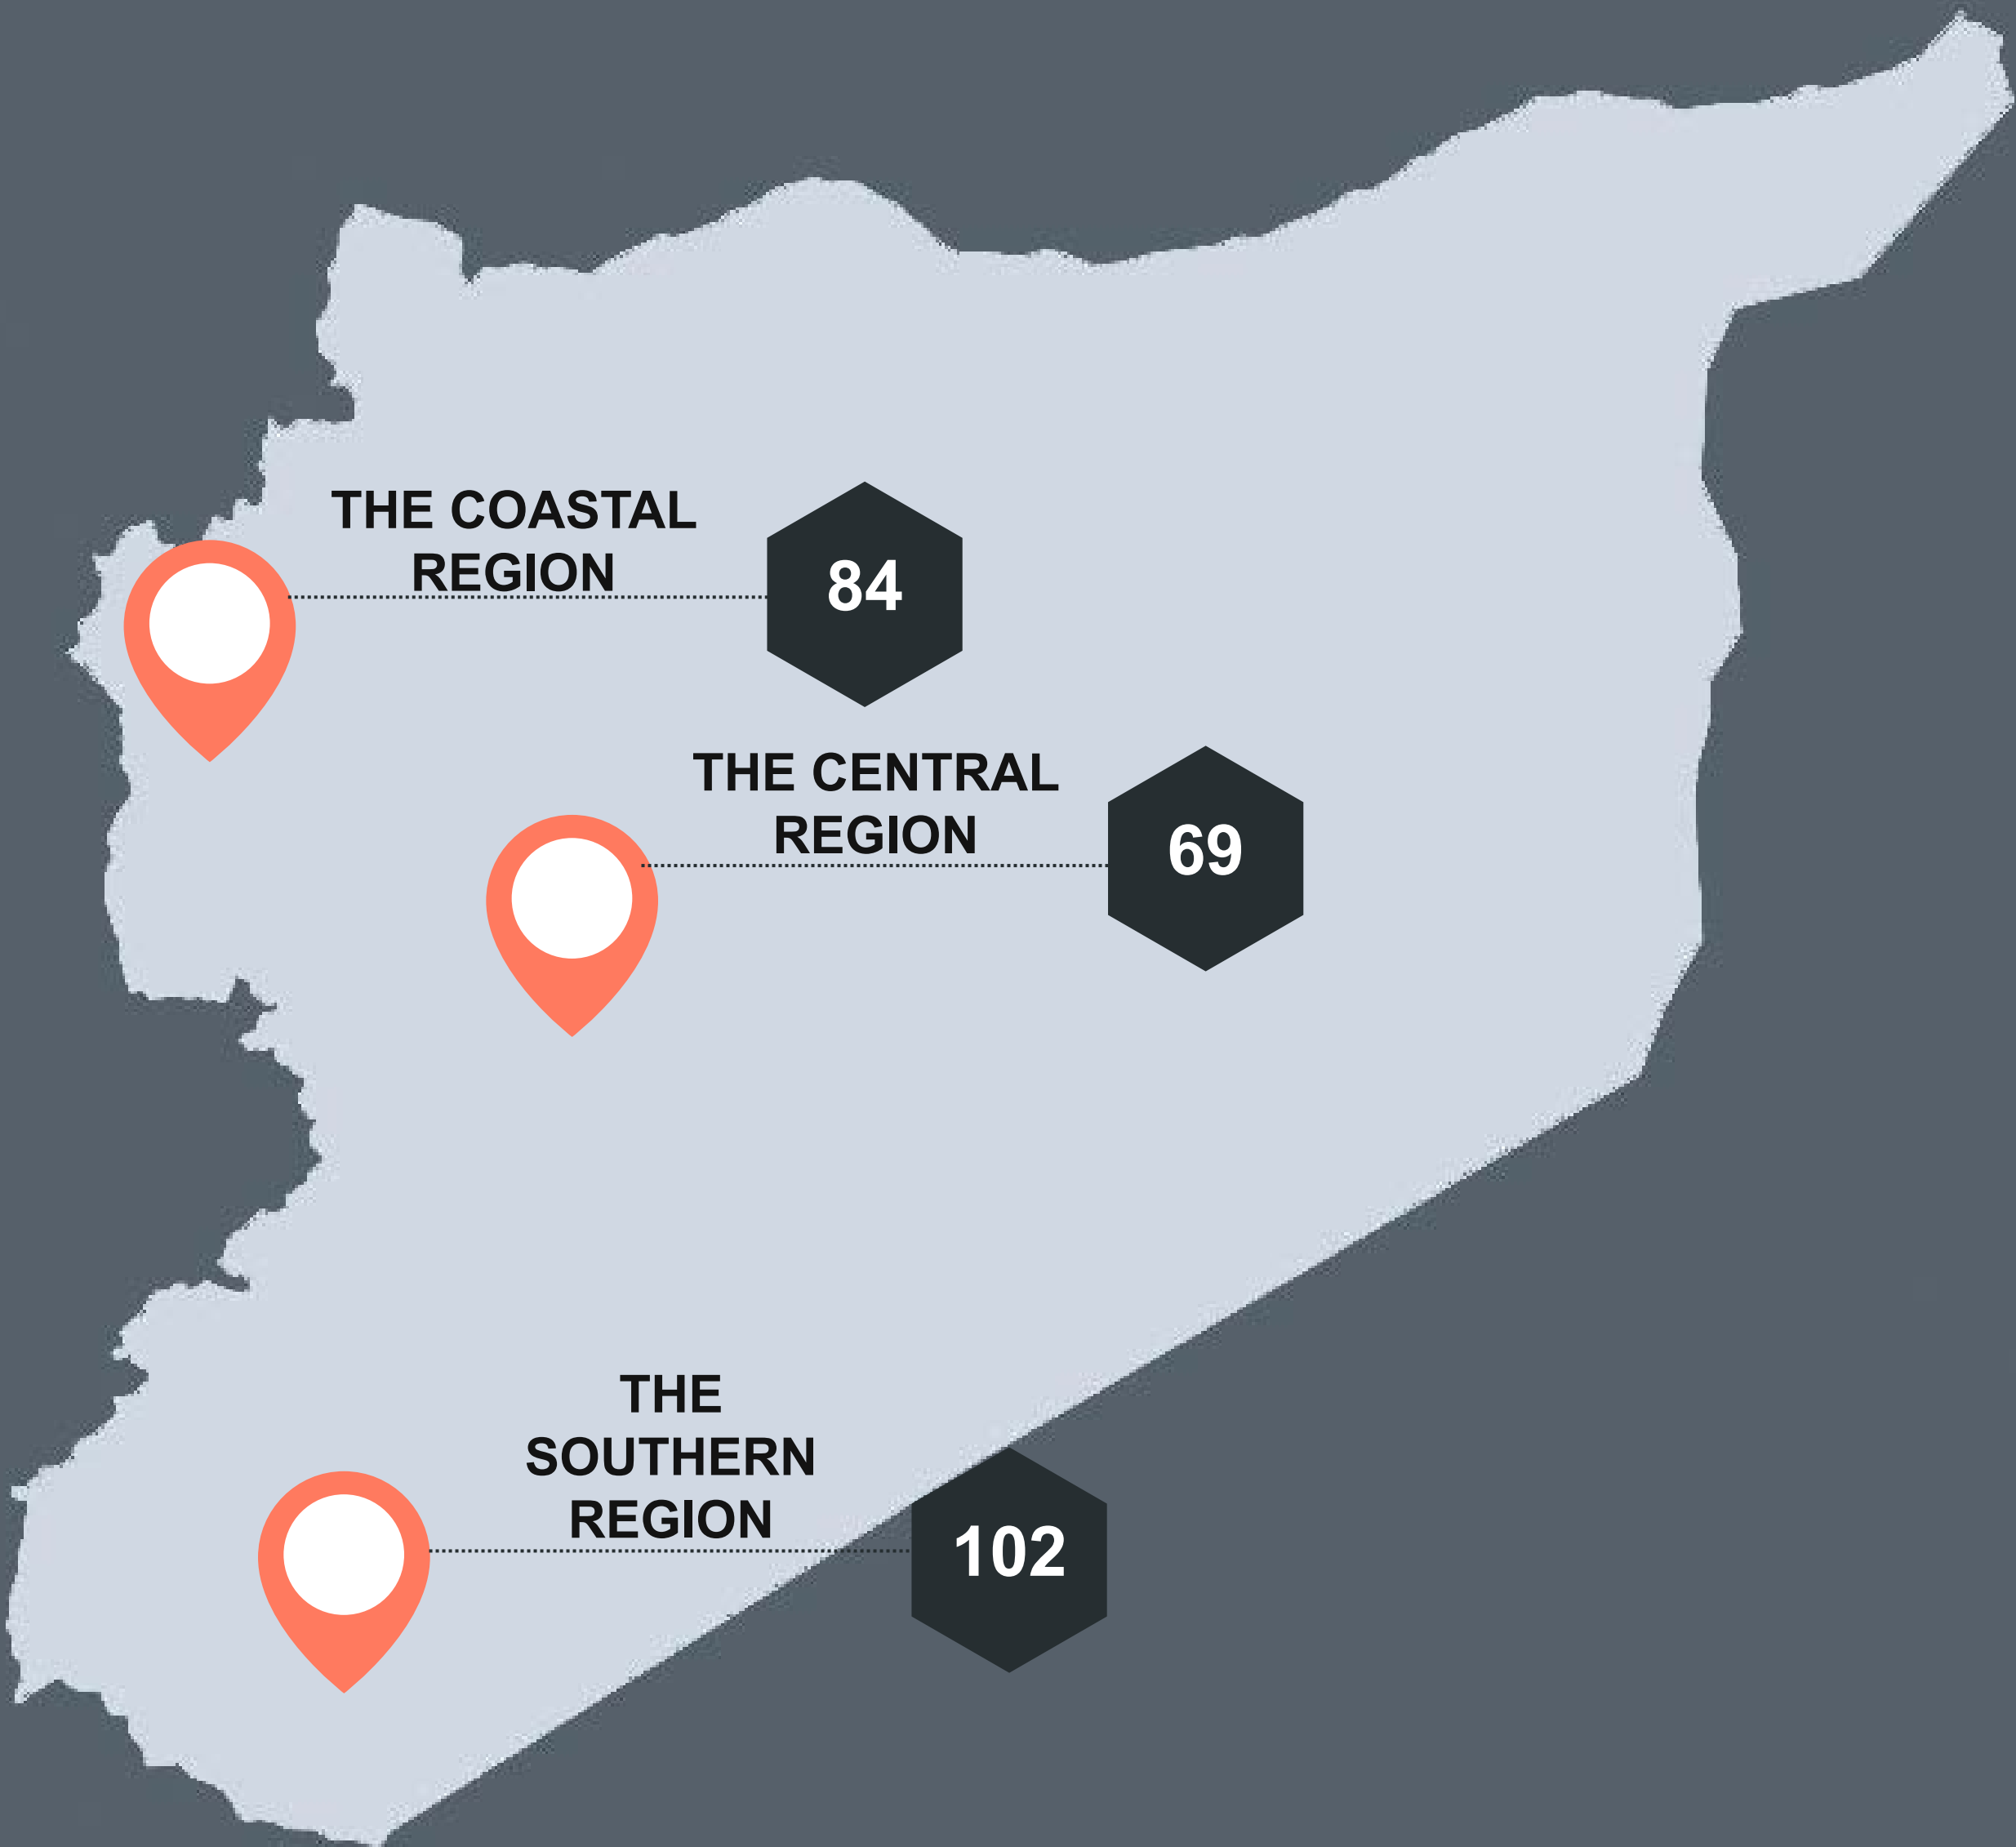 THE COASTAL
REGION
84
THE CENTRAL
REGION
69
THE
SOUTHERN
REGION
102